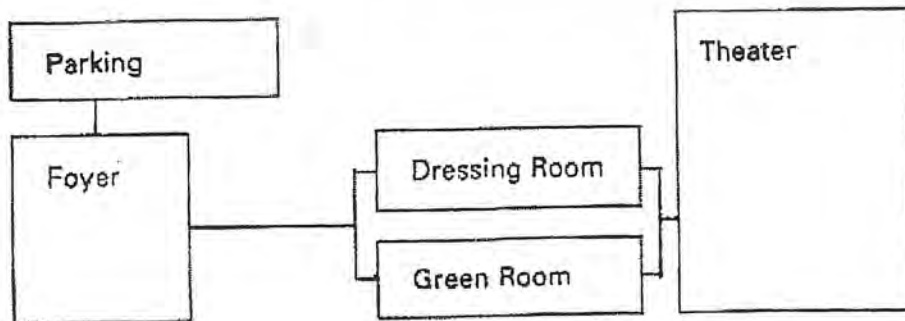 Parking
Theater
Foyer
Dressing Room
Green Room